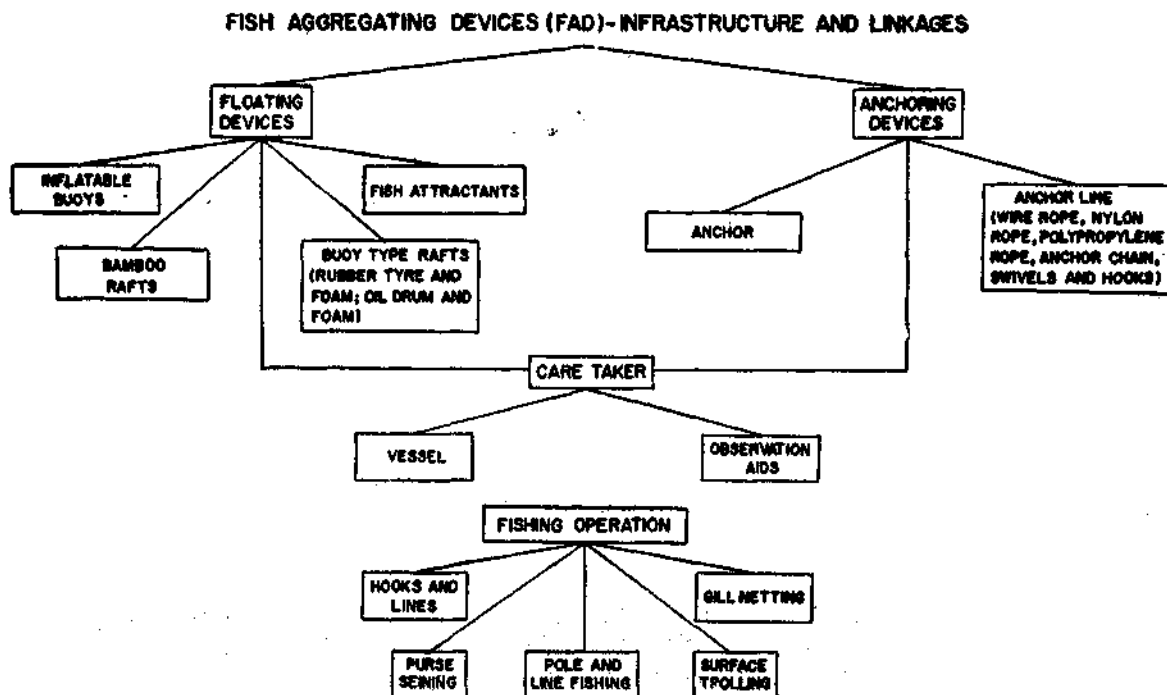 FISH AGGREGATING DEVICES (FAD)-INFRASTRUCTURE AND LINKAGES
FLOATING
DEVICES
ANCHORING
DEVICES
INFLATABLE
BUOYS
FISH ATTRACTANTS
BAMBOO
RAFTS
BUOY TYPE RAFTS
(RUBBER TYRE AND
FOAM; OIL DRUM AND
FOAM)
ANCHOR
ANCHOR LINE
(WIRE ROPE, NYLON
ROPE, POLYPROPYLENE
ROPE, ANCHOR CHAIN,
SWIVELS AND HOOKS)
CARE TAKER
VESSEL
OBSERVATION
AIDS
FISHING OPERATION
HOOKS AND
LINES
GILL NETTING
PURSE
SEINING
POLE AND
LINE FISHING
SURFACE
TROLLING